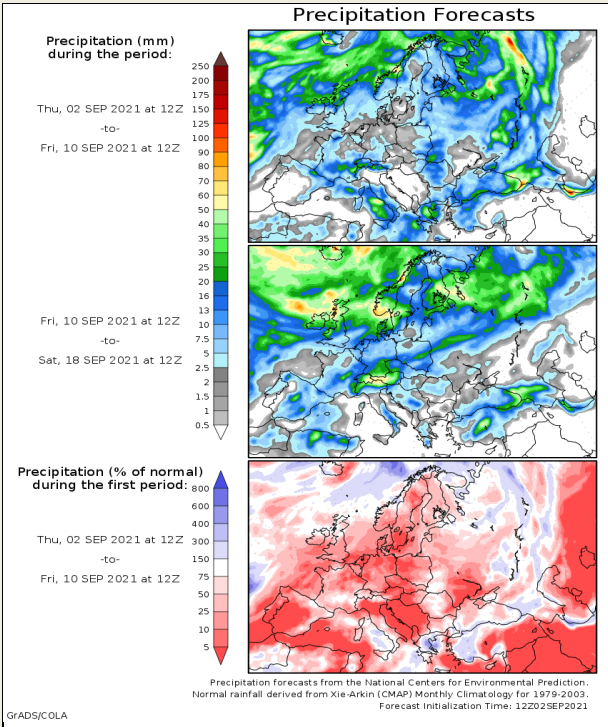 Precipitation Forecasts
Precipitation (mm)
during the period:
Thu, 02 SEP 2021 at 12Z
-to-
Fri, 10 SEP 2021 at 12Z
250
200
175
150
125
100
90
80
70
60
50
40
35
30
25
20
16
13
10
7.5
5
2.5
2
1.5
1
0.5
Fri, 10 SEP 2021 at 12Z
-to-
Sat, 18 SEP 2021 at 12Z
Precipitation (% of normal)
during the first period:
Thu, 02 SEP 2021 at 12Z
-to-
Fri, 10 SEP 2021 at 12Z
800
600
400
300
150
75
50
25
10
5
Precipitation forecasts from the National Centers for Environmental Prediction.
Normal rainfall derived from Xie-Arkin (CMAP) Monthly Climatology for 1979-2003.
Forecast Initialization Time: 12Z02SEP2021
GrADS/COLA